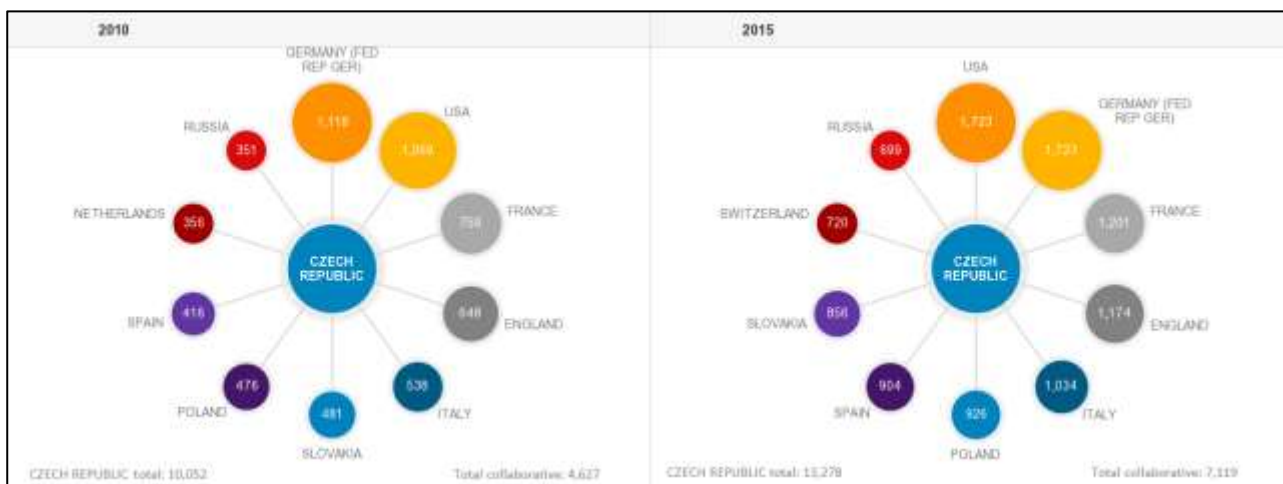 2010
GERMANY (FED
REP GER)
USA
RUSSIA
351
NETHERLANDS
FRANCE
CZECH
REPUBLIC
SPAIN
416
648
ENGLAND
POLAND
476
481
538
ITALY
SLOVAKIA
CZECH REPUBLIC total: 10,052
Total collaborative: 4,627
2015
USA
1,723
GERMANY (FED
REP GER)
RUSSIA
699
SWITZERLAND
720
1,201
FRANCE
CZECH
REPUBLIC
SLOVAKIA
856
1,174
ENGLAND
SPAIN
904
926
1,034
ITALY
POLAND
CZECH REPUBLIC total: 13,278
Total collaborative: 7,119